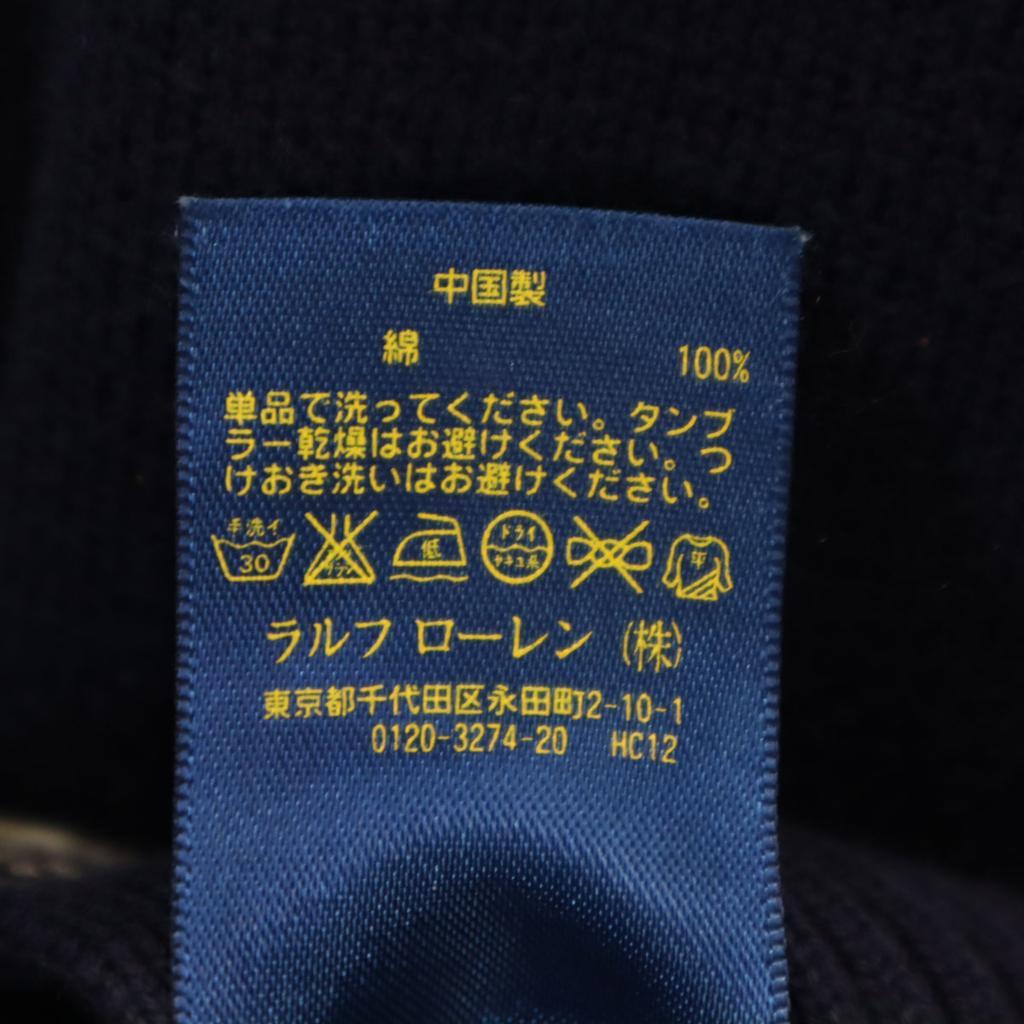 中国製
綿 100%
単品で洗ってください。タンブ
ラー乾燥はお避けください。つ
けおき洗いはお避けください。
手洗イ 30 低 ドライ セキユ系 平
ラルフ ローレン (株)
東京都千代田区永田町2-10-1
0120-3274-20 HC12